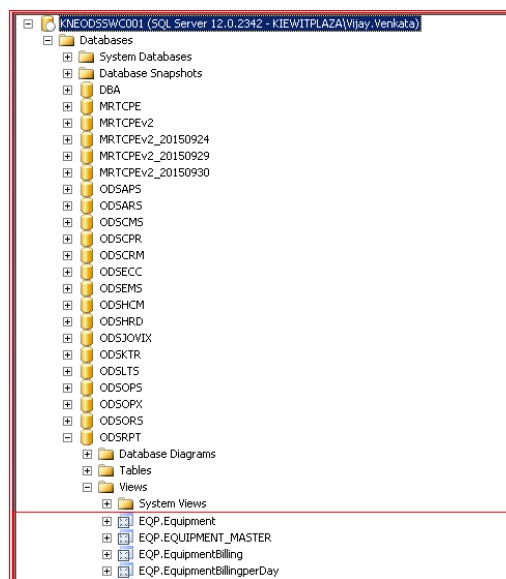 KNEODSSWC001 (SQL Server 12.0.2342 - KIEWITPLAZA\Vijay.Venkata)
Databases
System Databases
Database Snapshots
DBA
MRTCPE
MRTCPEv2
MRTCPEv2_20150924
MRTCPEv2_20150929
MRTCPEv2_20150930
ODSAPS
ODSARS
ODSCMS
ODSCPR
ODSCRM
ODSECC
ODSEMS
ODSHCM
ODSHRD
ODSJOVIX
ODSKTR
ODSLTS
ODSOPS
ODSOPX
ODSORS
ODSRPT
Database Diagrams
Tables
Views
System Views
EQP.Equipment
EQP.EQUIPMENT_MASTER
EQP.EquipmentBilling
EQP.EquipmentBillingperDay